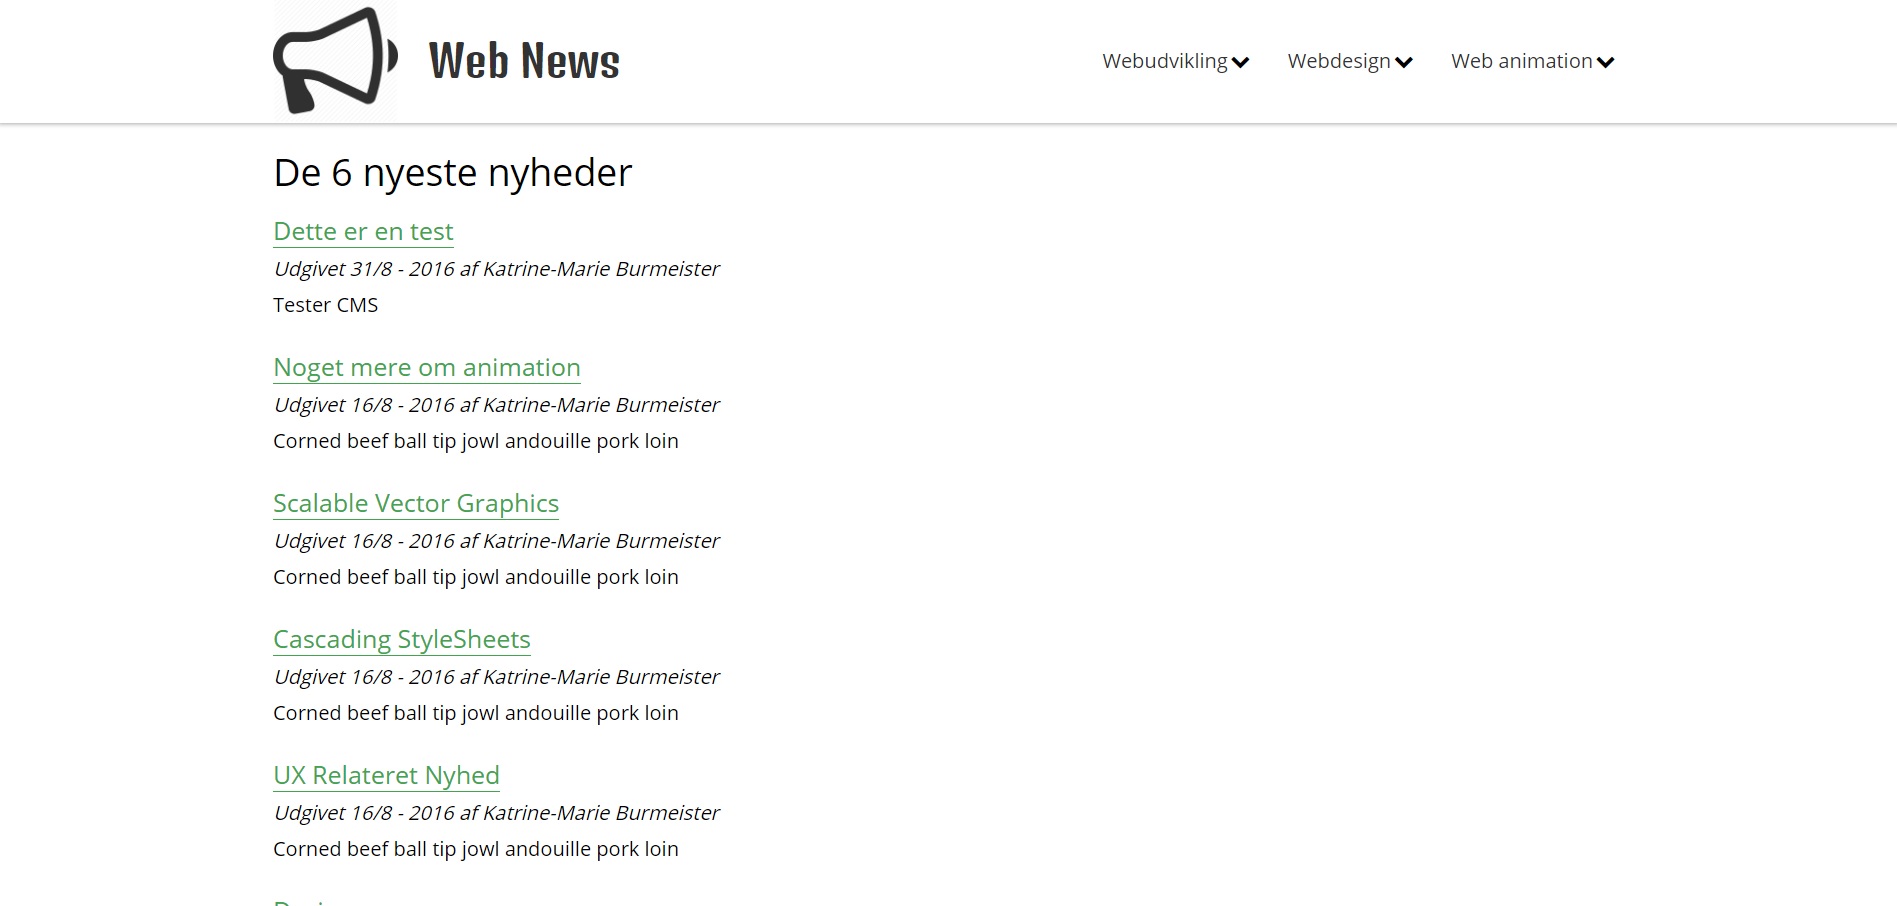 Web News
Webudvikling
Webdesign
Web animation
De 6 nyeste nyheder
Dette er en test
Udgivet 31/8 - 2016 af Katrine-Marie Burmeister
Tester CMS
Noget mere om animation
Udgivet 16/8 - 2016 af Katrine-Marie Burmeister
Corned beef ball tip jowl andouille pork loin
Scalable Vector Graphics
Udgivet 16/8 - 2016 af Katrine-Marie Burmeister
Corned beef ball tip jowl andouille pork loin
Cascading StyleSheets
Udgivet 16/8 - 2016 af Katrine-Marie Burmeister
Corned beef ball tip jowl andouille pork loin
UX Relateret Nyhed
Udgivet 16/8 - 2016 af Katrine-Marie Burmeister
Corned beef ball tip jowl andouille pork loin